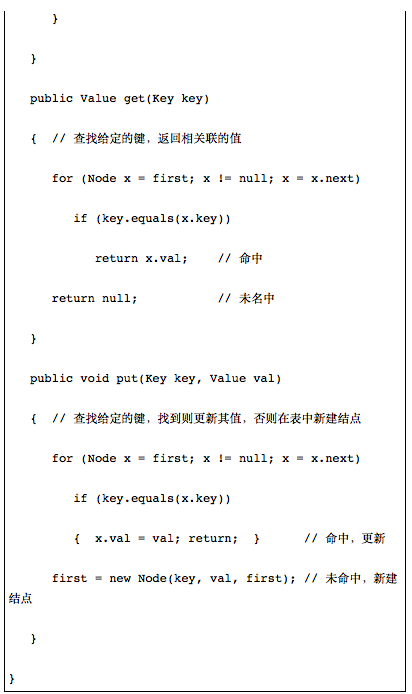 }
   }
   public Value get(Key key)
   {  // 查找给定的键，返回相关联的值
      for (Node x = first; x != null; x = x.next)
         if (key.equals(x.key))
            return x.val;    // 命中
      return null;           // 未名中
   }
   public void put(Key key, Value val)
   {  // 查找给定的键，找到则更新其值，否则在表中新建结点
      for (Node x = first; x != null; x = x.next)
         if (key.equals(x.key))
         {  x.val = val; return;  }      // 命中，更新
      first = new Node(key, val, first); // 未命中，新建
结点
   }
}